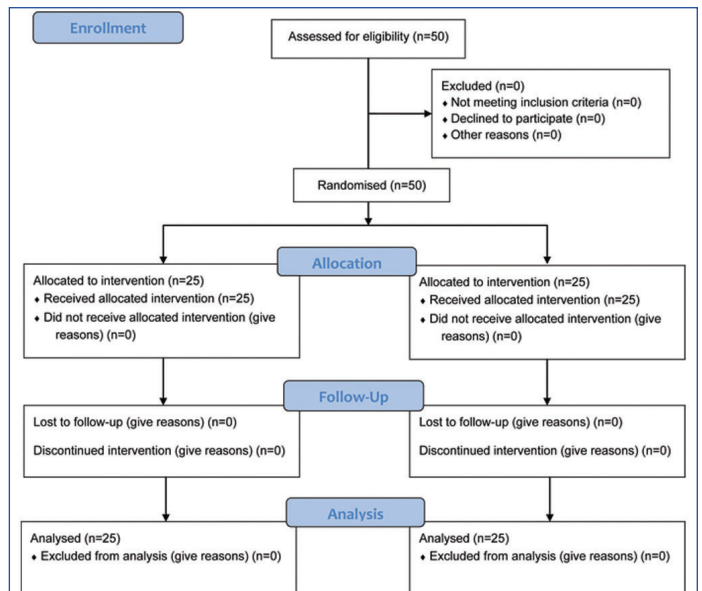 Enrollment
Assessed for eligibility (n=50)
Excluded (n=0)
♦ Not meeting inclusion criteria (n=0)
♦ Declined to participate (n=0)
♦ Other reasons (n=0)
Randomised (n=50)
Allocation
Allocated to intervention (n=25)
♦ Received allocated intervention (n=25)
♦ Did not receive allocated intervention (give
reasons) (n=0)
Allocated to intervention (n=25)
♦ Received allocated intervention (n=25)
♦ Did not receive allocated intervention (give
reasons) (n=0)
Follow-Up
Lost to follow-up (give reasons) (n=0)
Discontinued intervention (give reasons) (n=0)
Lost to follow-up (give reasons) (n=0)
Discontinued intervention (give reasons) (n=0)
Analysis
Analysed (n=25)
♦ Excluded from analysis (give reasons) (n=0)
Analysed (n=25)
♦ Excluded from analysis (give reasons) (n=0)